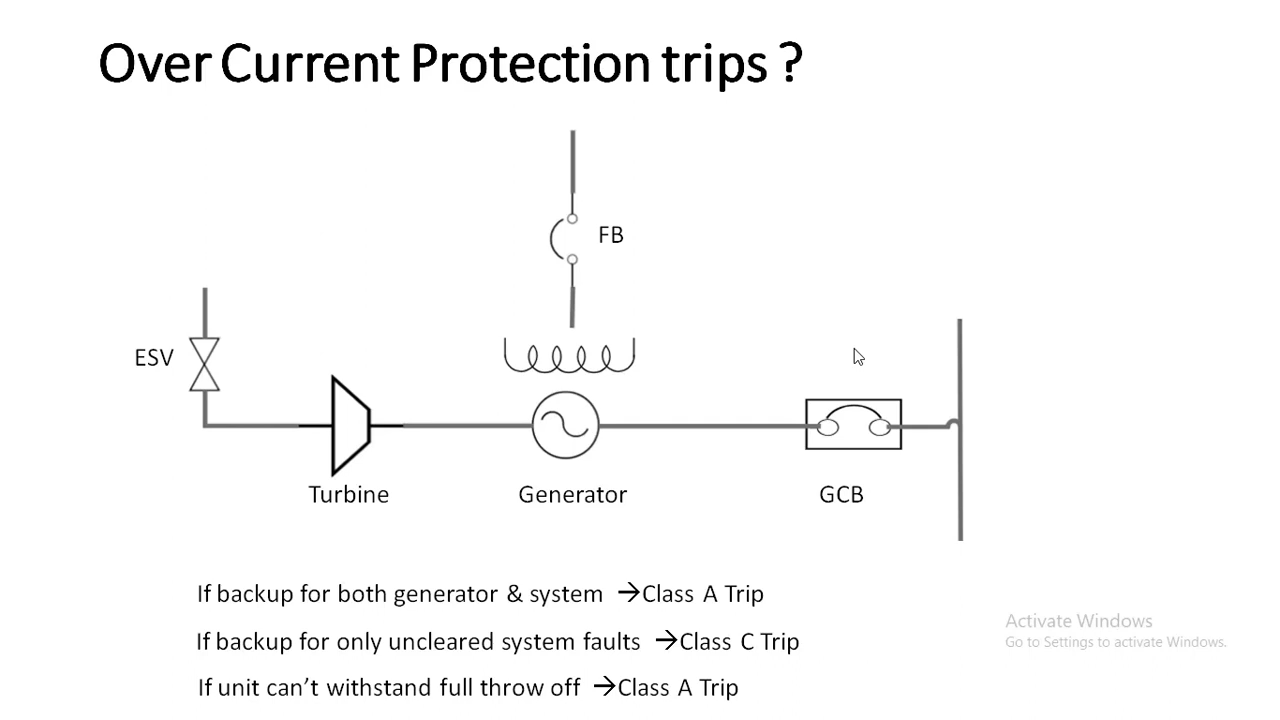 Over Current Protection trips ?
FB
ESV
Turbine
Generator
GCB
If backup for both generator & system →Class A Trip
If backup for only uncleared system faults →Class C Trip
If unit can't withstand full throw off →Class A Trip
Activate Windows
Go to Settings to activate Windows.